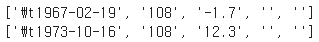 ['₩t1967-02-19', '108', '-1.7', '', '']
['₩t1973-10-16', '108', '12.3', '', '']